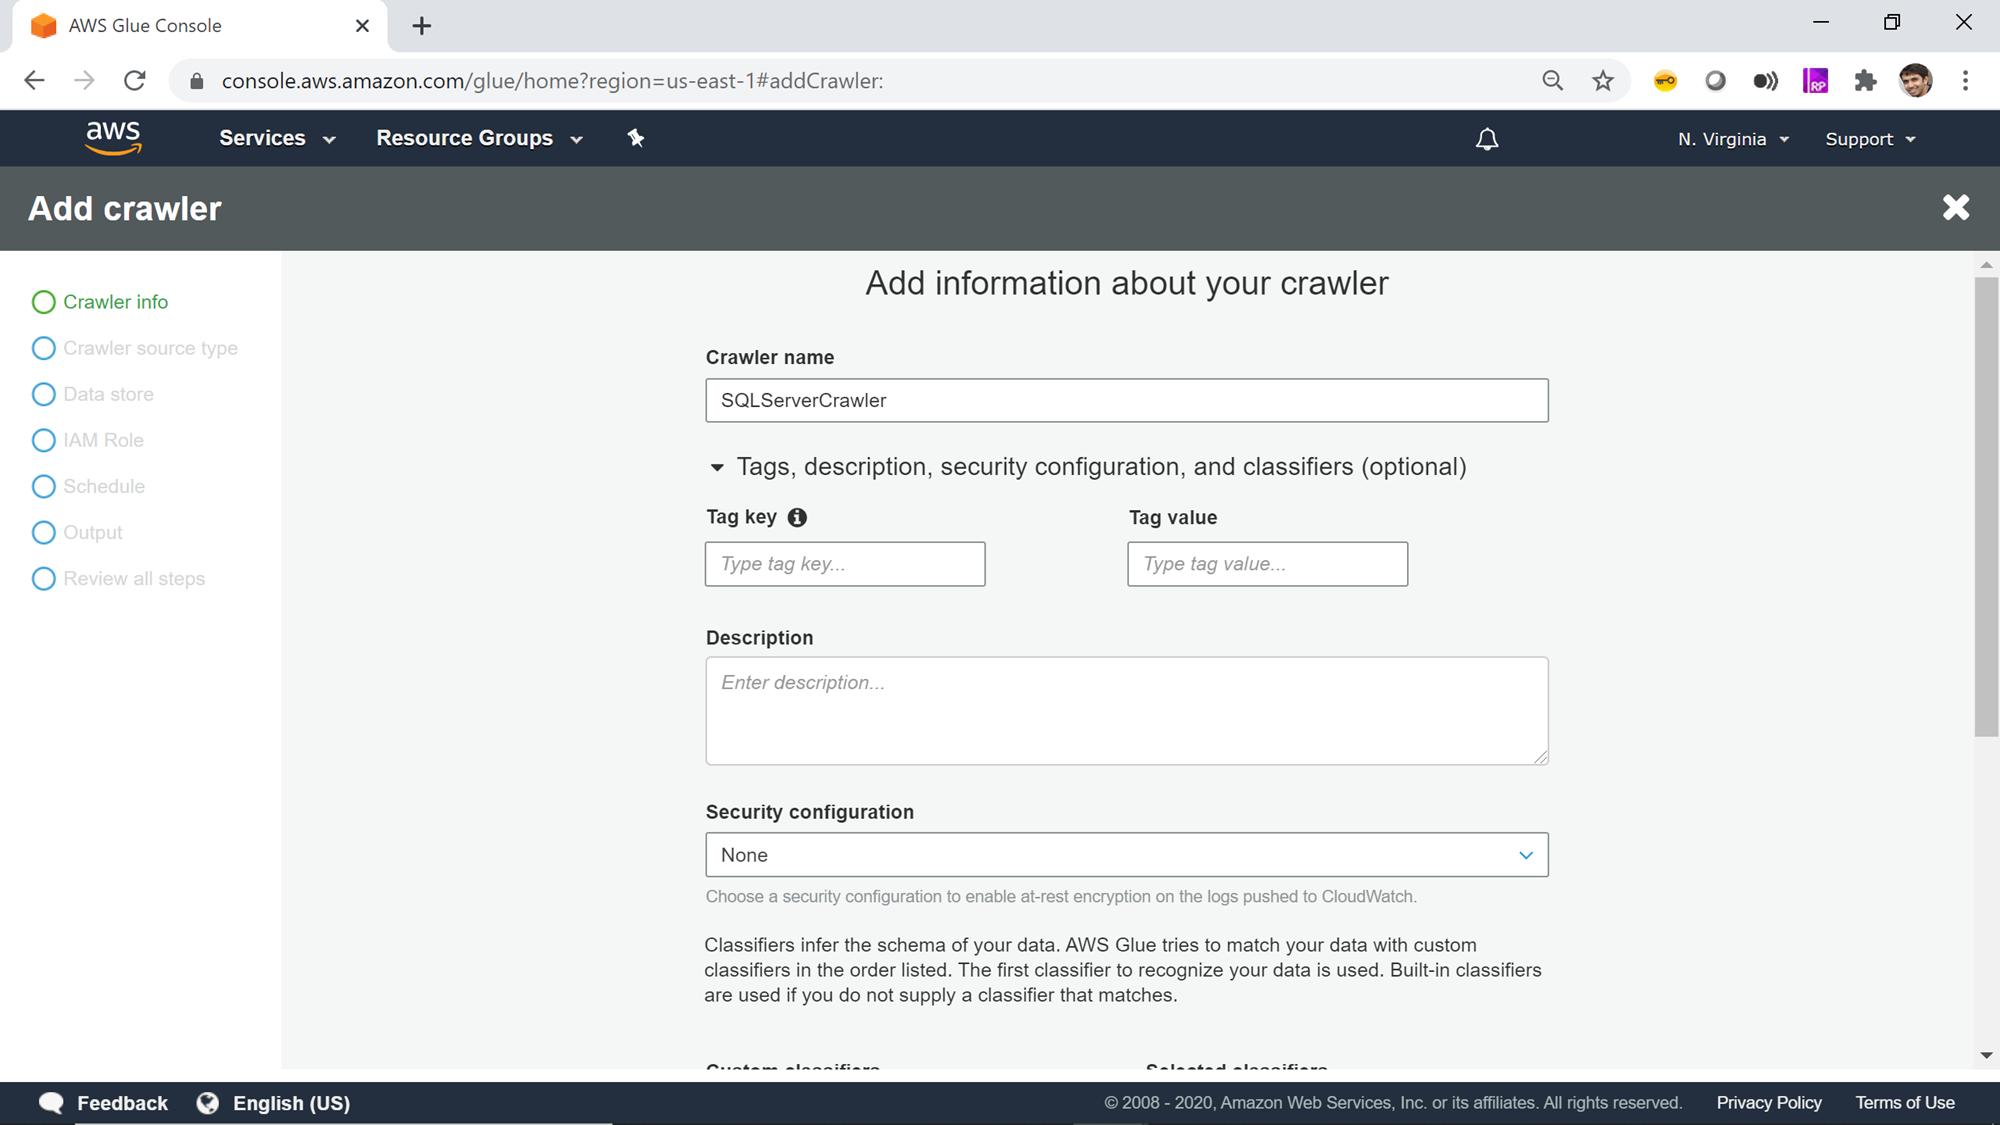 AWS Glue Console
console.aws.amazon.com/glue/home?region=us-east-1#addCrawler:
RP
aws
Services
Resource Groups
N. Virginia
Support
Add crawler
Crawler info
Crawler source type
Data store
IAM Role
Schedule
Output
Review all steps
Add information about your crawler
Crawler name
SQLServerCrawler
Tags, description, security configuration, and classifiers (optional)
Tag key
Tag value
Type tag key...
Type tag value...
Description
Enter description...
Security configuration
None
Choose a security configuration to enable at-rest encryption on the logs pushed to CloudWatch.
Classifiers infer the schema of your data. AWS Glue tries to match your data with custom
classifiers in the order listed. The first classifier to recognize your data is used. Built-in classifiers
are used if you do not supply a classifier that matches.
Custom classifiers
Selected classifiers
Feedback
English (US)
© 2008 - 2020, Amazon Web Services, Inc. or its affiliates. All rights reserved.
Privacy Policy
Terms of Use